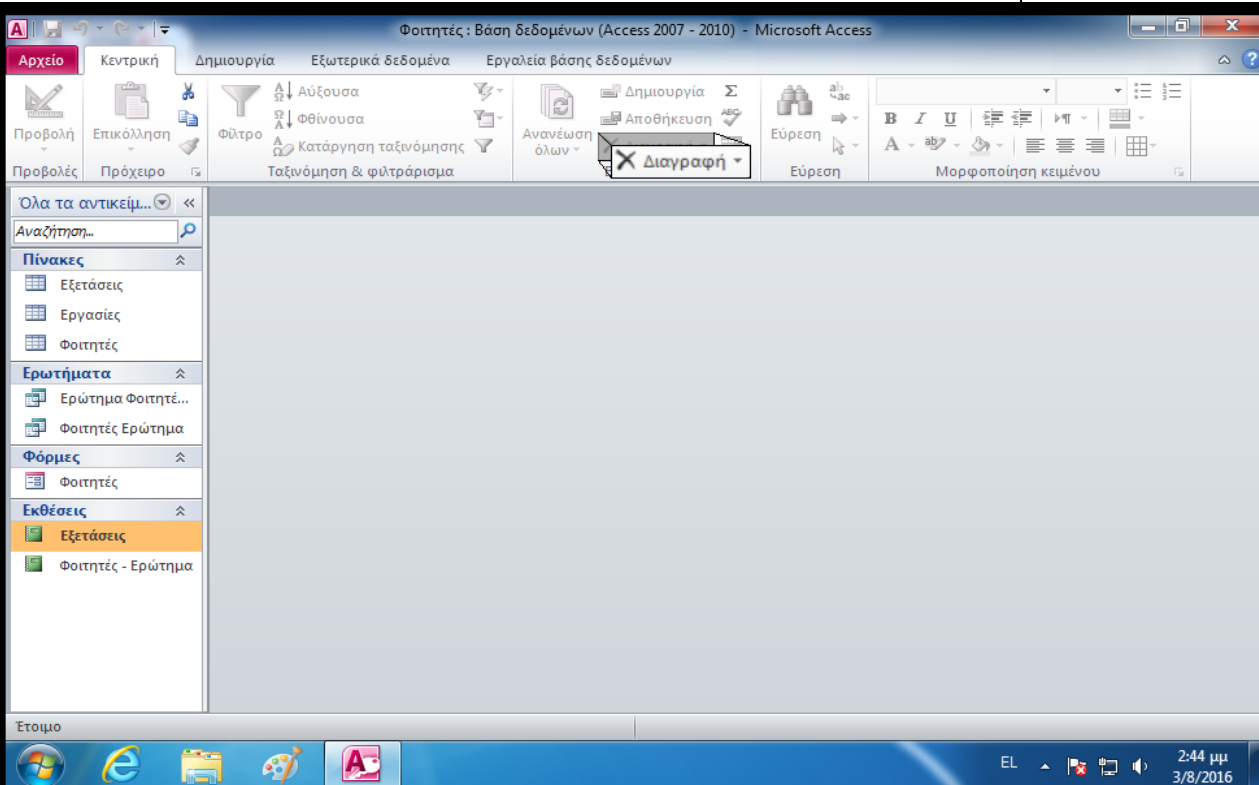 Φοιτητές : Βάση δεδομένων (Access 2007 - 2010) - Microsoft Access
Αρχείο Κεντρική Δημιουργία Εξωτερικά δεδομένα Εργαλεία βάσης δεδομένων
Προβολή
Επικόλληση
Φίλτρο
Αύξουσα
Φθίνουσα
Κατάργηση ταξινόμησης
Ανανέωση
όλων
Δημιουργία Σ
Αποθήκευση
Διαγραφή
Εύρεση
B I U
Προβολές Πρόχειρο Ταξινόμηση & φιλτράρισμα Εύρεση Μορφοποίηση κειμένου
Όλα τα αντικείμ...
Αναζήτηση...
Πίνακες
Εξετάσεις
Εργασίες
Φοιτητές
Ερωτήματα
Ερώτημα Φοιτητέ...
Φοιτητές Ερώτημα
Φόρμες
Φοιτητές
Εκθέσεις
Εξετάσεις
Φοιτητές - Ερώτημα
Έτοιμο
EL
2:44 μμ
3/8/2016